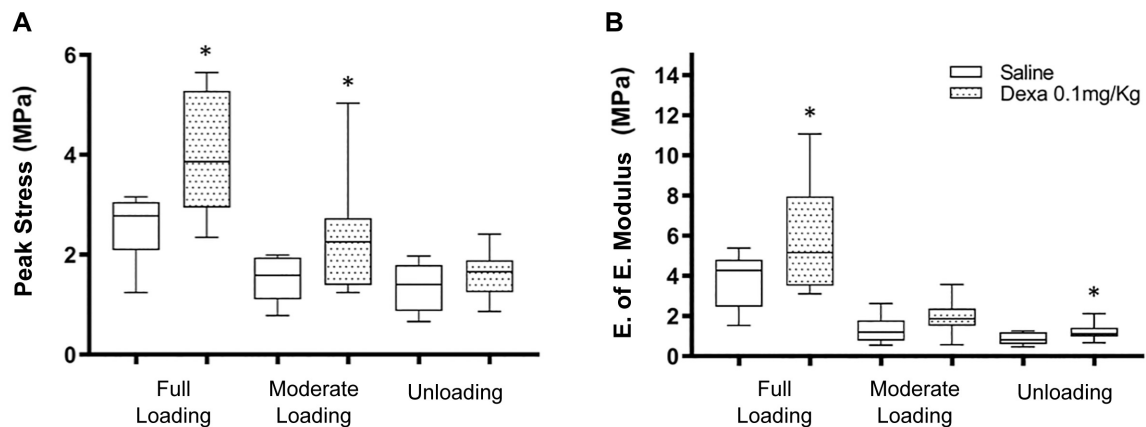 A
Peak Stress (MPa)
6
4
2
0
*
*
Full
Loading
Moderate
Loading
Unloading
B
E. of E. Modulus (MPa)
14
12
10
8
6
4
2
0
Saline
Dexa 0.1mg/Kg
*
*
Full
Loading
Moderate
Loading
Unloading